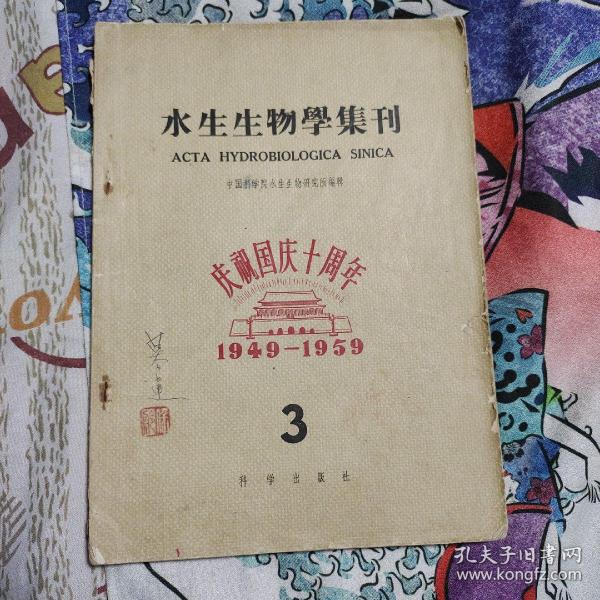 水生生物學集刊
ACTA HYDROBIOLOGICA SINICA
中国科学院水生生物研究所编辑
庆祝国庆十周年
1949-1959
3
科学出版社
孔夫子旧书网
www.kongfz.com